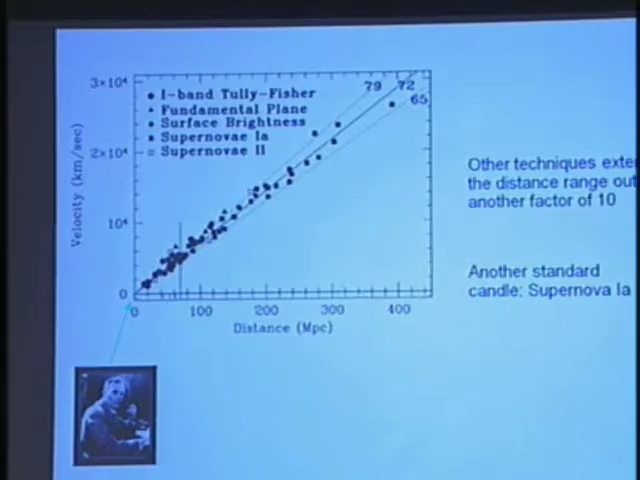 3×10⁴
2×10⁴
10⁴
0
Velocity (km/sec)
I-band Tully-Fisher
Fundamental Plane
Surface Brightness
Supernovae Ia
Supernovae II
79 72
65
0 100 200 300 400
Distance (Mpc)
Other techniques exte
the distance range out
another factor of 10
Another standard
candle: Supernova Ia